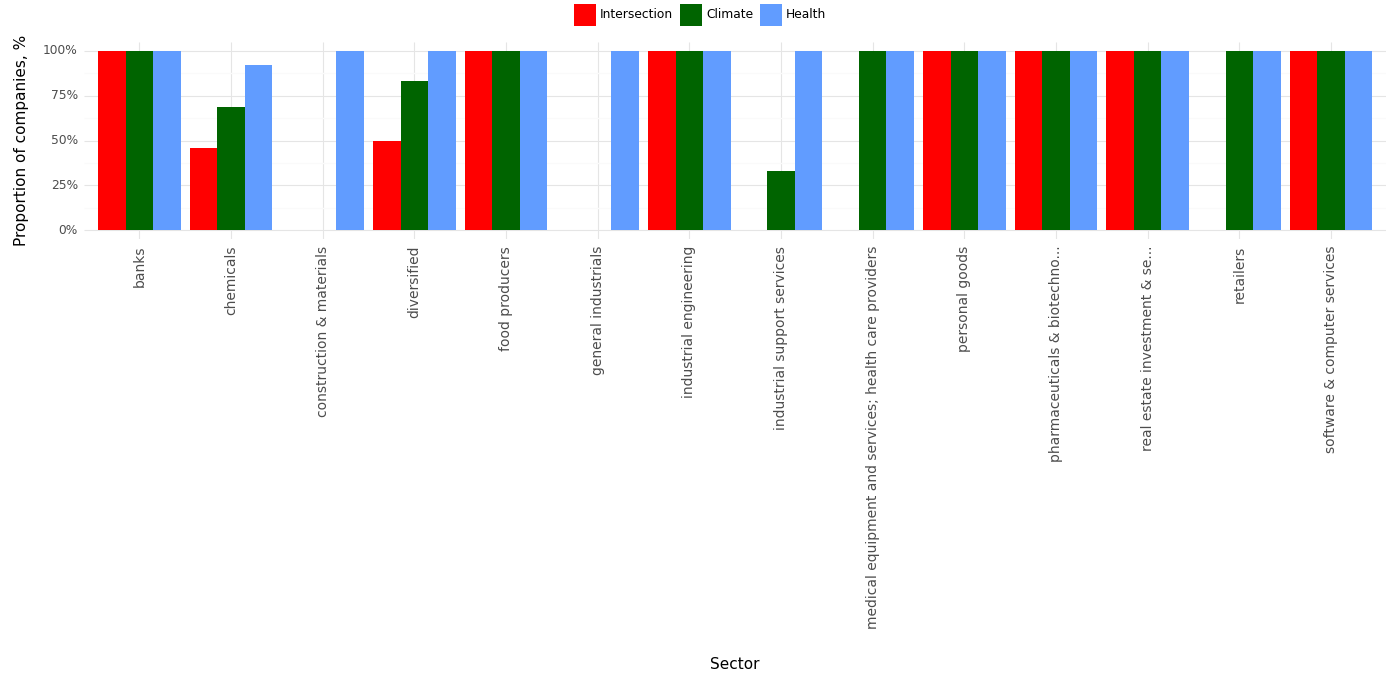 Intersection Climate Health
Proportion of companies, %
100%
75%
50%
25%
0%
banks
chemicals
construction & materials
diversified
food producers
general industrials
industrial engineering
industrial support services
medical equipment and services; health care providers
personal goods
pharmaceuticals & biotechno...
real estate investment & se...
retailers
software & computer services
Sector